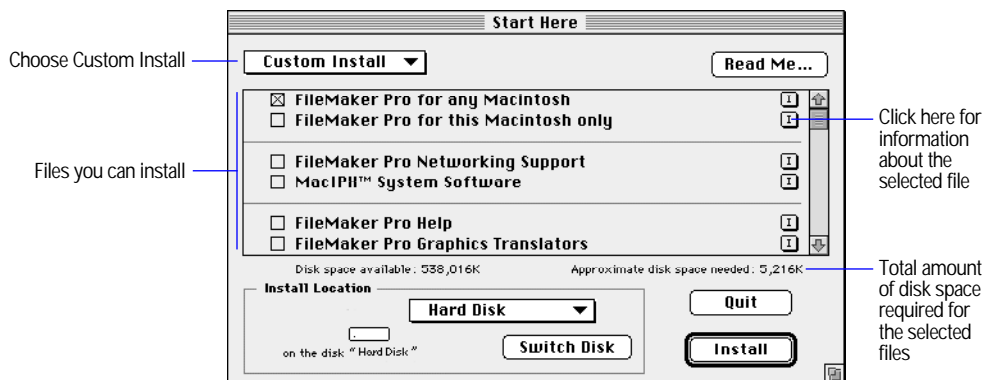 Start Here
Choose Custom Install
Custom Install
Read Me...
FileMaker Pro for any Macintosh
FileMaker Pro for this Macintosh only
FileMaker Pro Networking Support
MacIPH™ System Software
FileMaker Pro Help
FileMaker Pro Graphics Translators
Files you can install
Click here for
information
about the
selected file
Disk space available: 538,016K
Approximate disk space needed: 5,216K
Total amount
of disk space
required for
the selected
files
Install Location
Hard Disk
on the disk "Hard Disk"
Switch Disk
Quit
Install